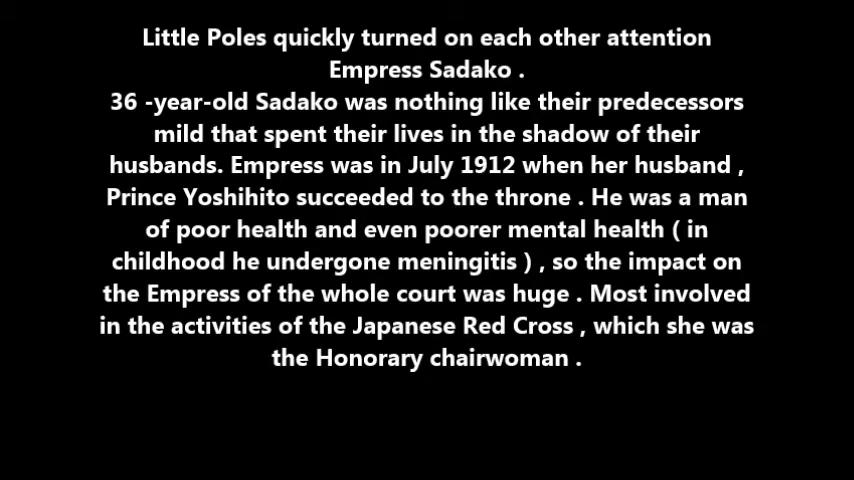 Little Poles quickly turned on each other attention
Empress Sadako .
36 -year-old Sadako was nothing like their predecessors
mild that spent their lives in the shadow of their
husbands. Empress was in July 1912 when her husband ,
Prince Yoshihito succeeded to the throne . He was a man
of poor health and even poorer mental health ( in
childhood he undergone meningitis ) , so the impact on
the Empress of the whole court was huge . Most involved
in the activities of the Japanese Red Cross , which she was
the Honorary chairwoman .